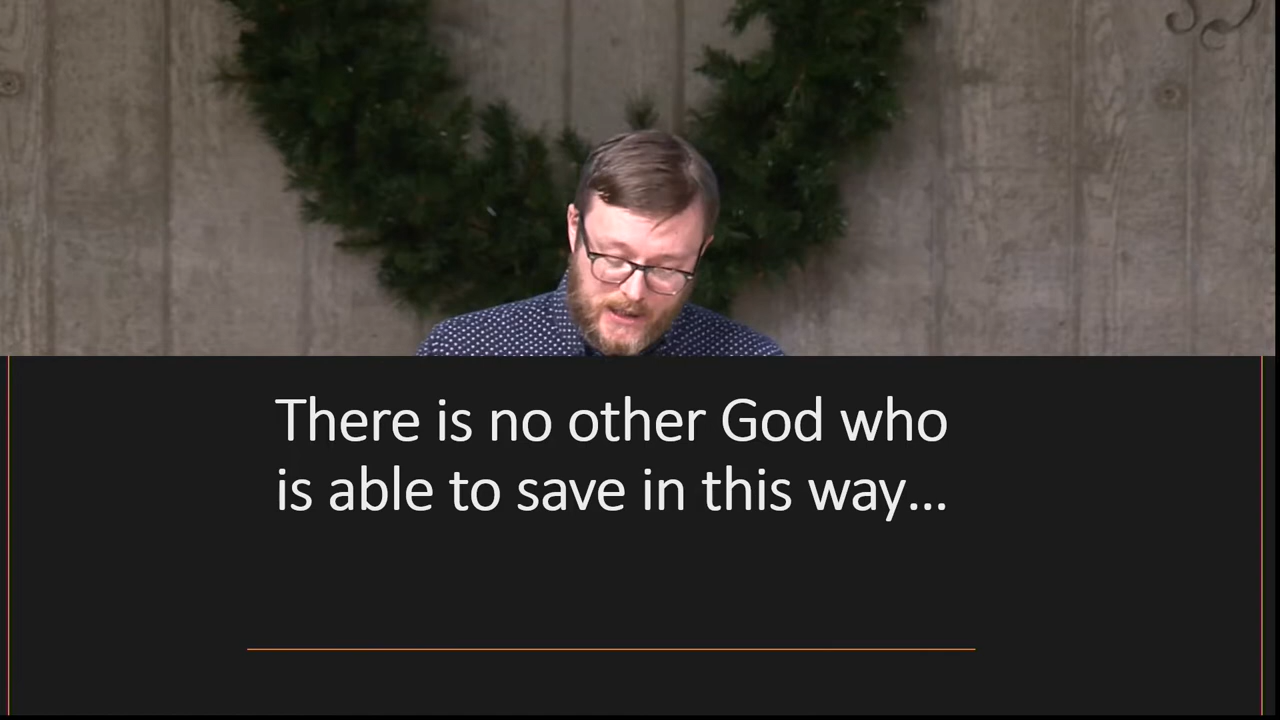 There is no other God who
is able to save in this way…